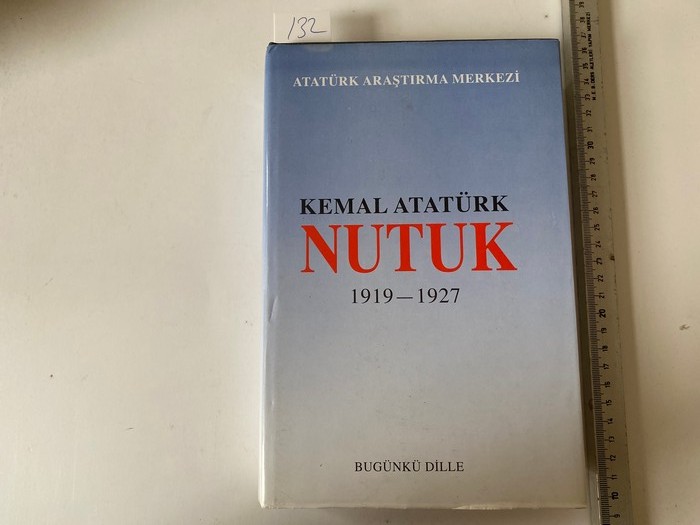 132
ATATÜRK ARAŞTIRMA MERKEZİ
KEMAL ATATÜRK
NUTUK
1919—1927
BUGÜNKÜ DİLLE